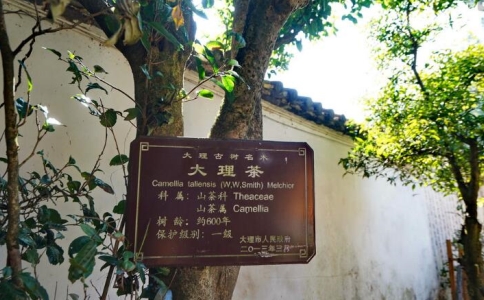 大理古树名木
大理茶
Camellia taliensis (W,W,Smith) Melchior
科属：山茶科 Theaceae
山茶属 Camellia
树龄：约600年
保护级别：一级
大理市人民政府
二〇一三年三月